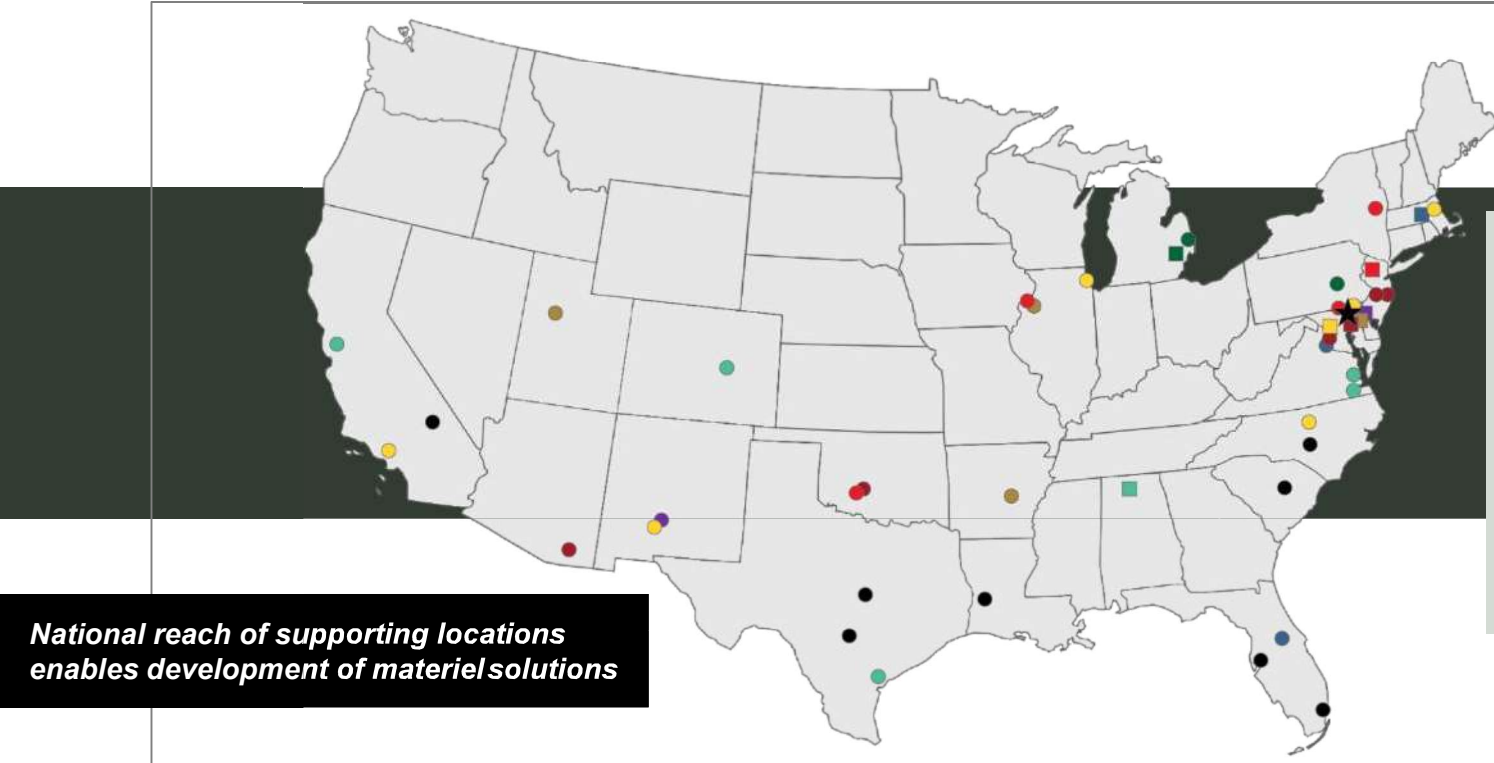 National reach of supporting locations
enables development of materiel solutions